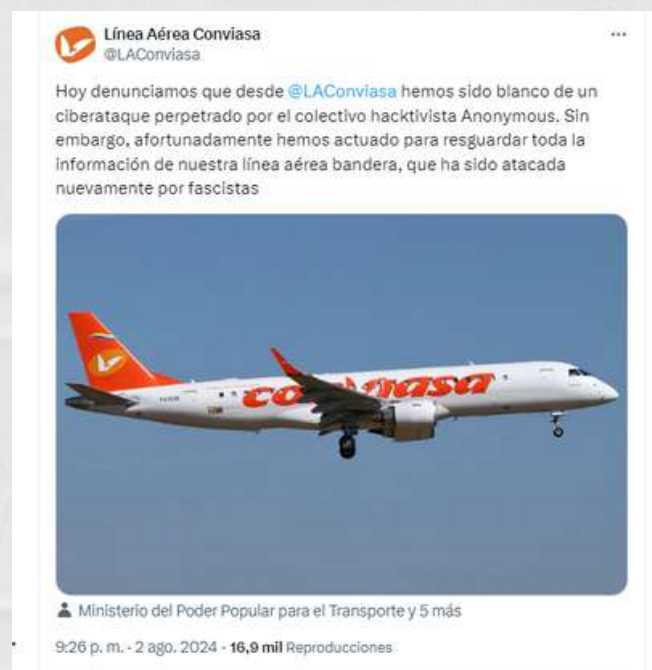 Línea Aérea Conviasa
@LAConviasa
Hoy denunciamos que desde @LAConviasa hemos sido blanco de un
ciberataque perpetrado por el colectivo hacktivista Anonymous. Sin
embargo, afortunadamente hemos actuado para resguardar toda la
información de nuestra línea aérea bandera, que ha sido atacada
nuevamente por fascistas
conviasa
Ministerio del Poder Popular para el Transporte y 5 más
9:26 p. m. · 2 ago. 2024 · 16,9 mil Reproducciones